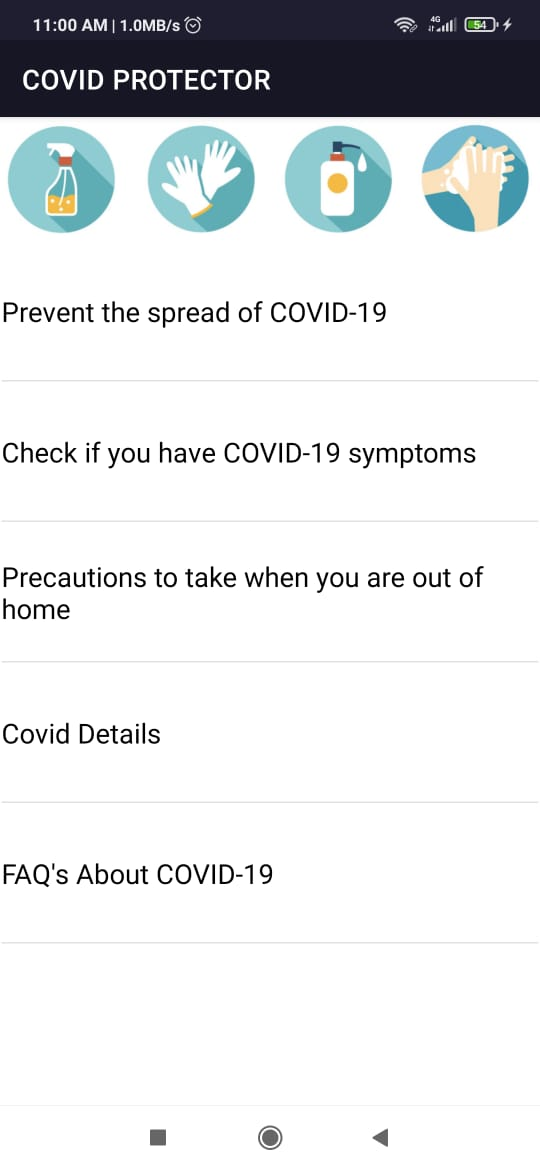 11:00 AM | 1.0MB/s
4G
54
COVID PROTECTOR
Prevent the spread of COVID-19
Check if you have COVID-19 symptoms
Precautions to take when you are out of
home
Covid Details
FAQ's About COVID-19